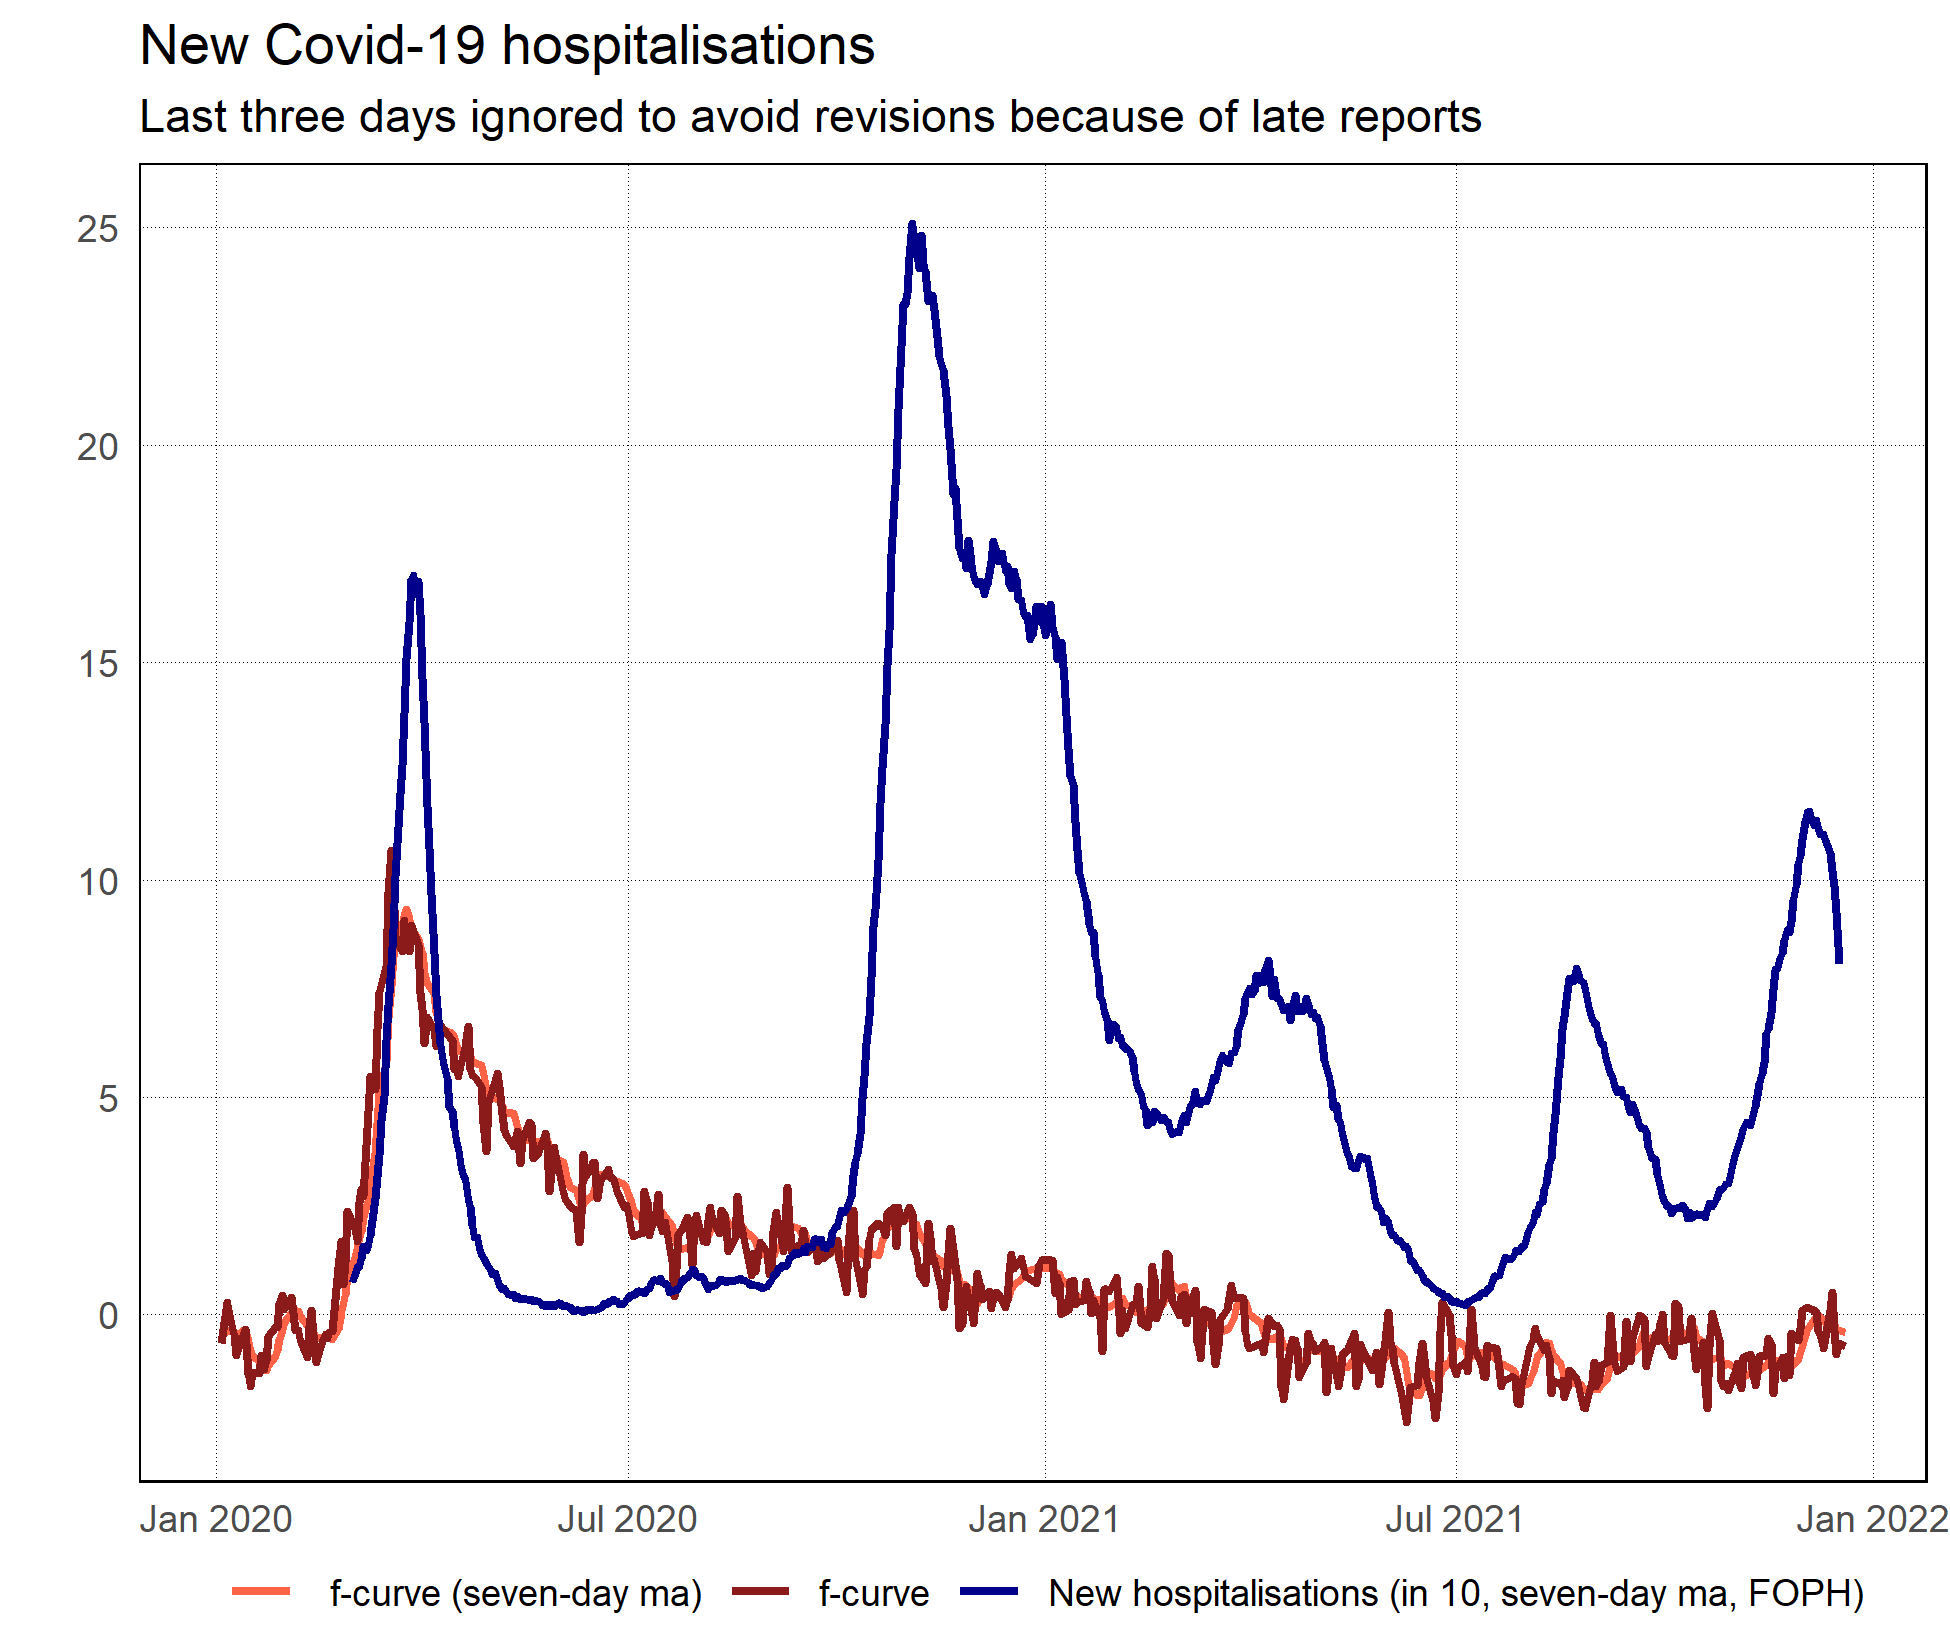 New Covid-19 hospitalisations
Last three days ignored to avoid revisions because of late reports
25
20
15
10
5
0
Jan 2020 Jul 2020 Jan 2021 Jul 2021 Jan 2022
f-curve (seven-day ma) f-curve New hospitalisations (in 10, seven-day ma, FOPH)